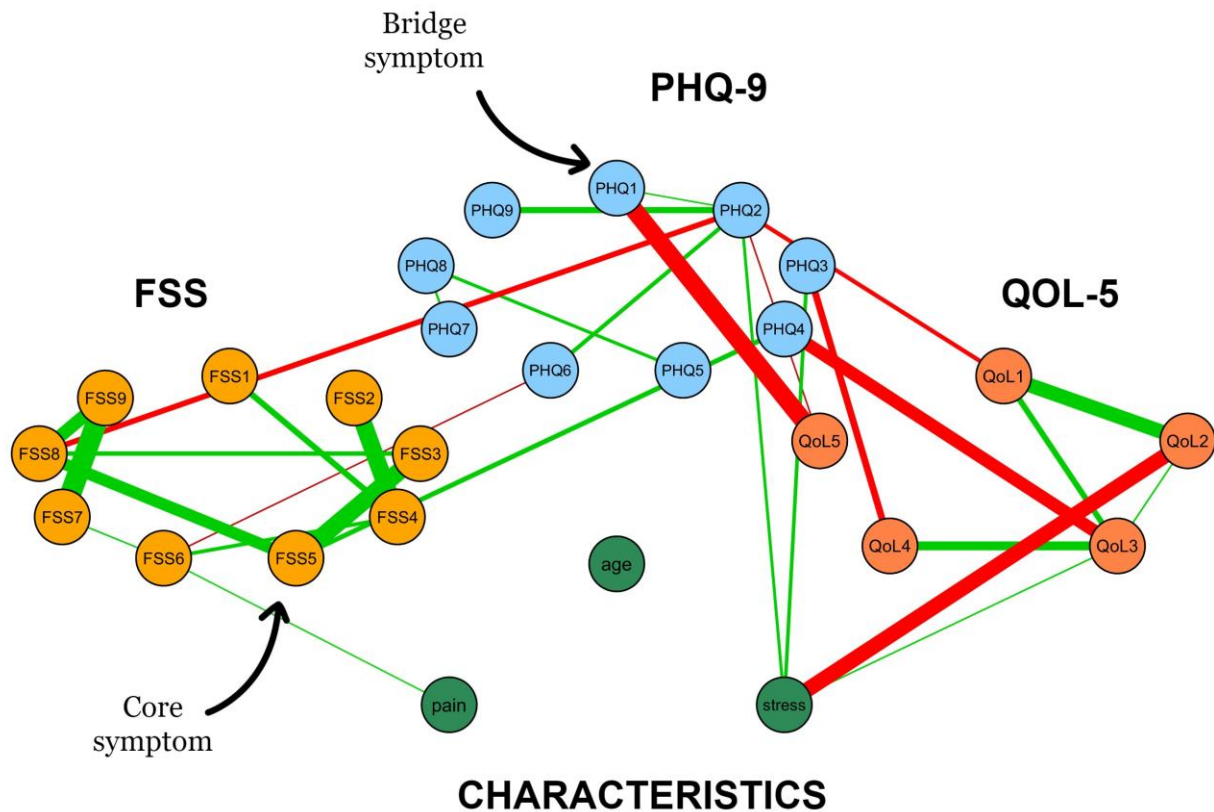 Bridge
symptom
PHQ-9
PHQ1
PHQ9
PHQ2
PHQ8
PHQ3
FSS
QOL-5
PHQ7
PHQ4
FSS1
PHQ6
PHQ5
QoL1
FSS9
FSS2
QoL5
QoL2
FSS8
FSS3
FSS7
FSS4
FSS6
FSS5
age
QoL4
QoL3
Core
symptom
pain
stress
CHARACTERISTICS